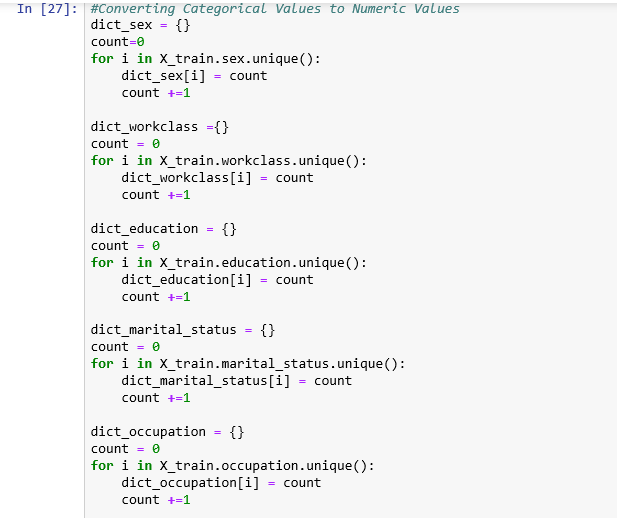 In [27]: #Converting Categorical Values to Numeric Values
dict_sex = {}
count=0
for i in X_train.sex.unique():
    dict_sex[i] = count
    count +=1

dict_workclass ={}
count = 0
for i in X_train.workclass.unique():
    dict_workclass[i] = count
    count +=1

dict_education = {}
count = 0
for i in X_train.education.unique():
    dict_education[i] = count
    count +=1

dict_marital_status = {}
count = 0
for i in X_train.marital_status.unique():
    dict_marital_status[i] = count
    count +=1

dict_occupation = {}
count = 0
for i in X_train.occupation.unique():
    dict_occupation[i] = count
    count +=1